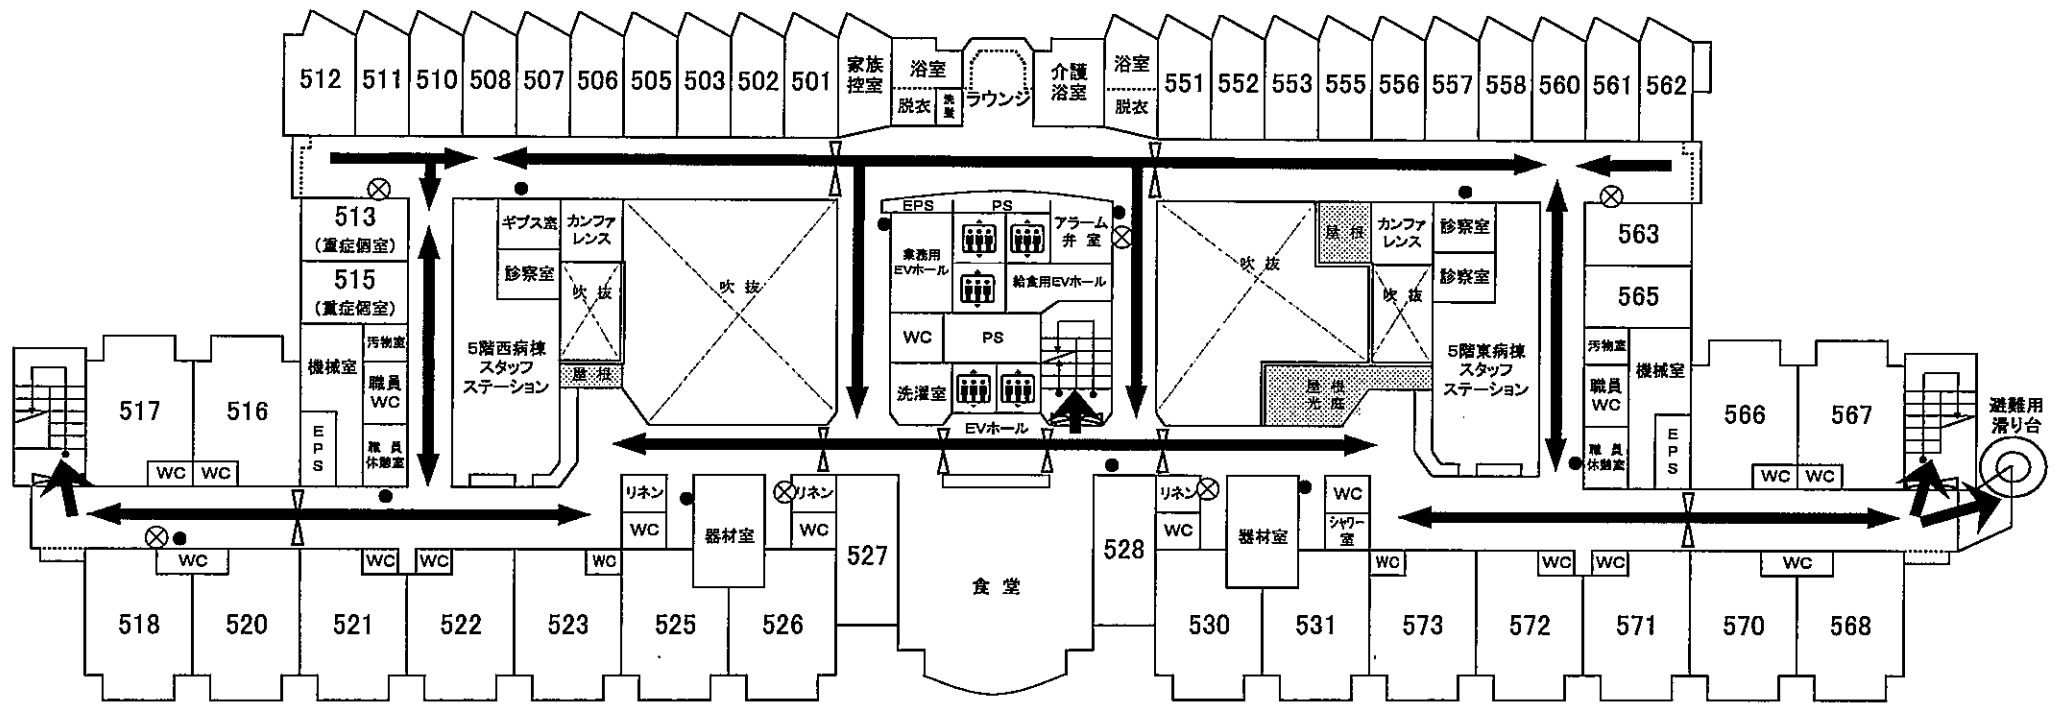 512
511
510
508
507
506
505
503
502
501
家族
控室
浴室
脱衣
洗髪
ラウンジ
介護
浴室
浴室
脱衣
551
552
553
555
556
557
558
560
561
562
513
(重症個室)
515
(重症個室)
ギプス室
カンファ
レンス
診察室
吹 抜
吹 抜
屋 根
5階西病棟
スタッフ
ステーション
汚物室
機械室
職員
WC
職 員
休憩室
EPS
517
516
WC
WC
EPS
PS
アラーム
弁 室
業務用
EVホール
給食用EVホール
WC
PS
洗濯室
EVホール
吹 抜
屋 根
カンファ
レンス
診察室
診察室
吹 抜
屋 根
光 庭
5階東病棟
スタッフ
ステーション
563
565
汚物室
機械室
職員
WC
職 員
休憩室
EPS
566
567
WC
WC
避難用
滑り台
リネン
WC
器材室
リネン
WC
527
食 堂
528
リネン
WC
器材室
WC
シャワー
室
WC
WC
WC
WC
WC
WC
WC
WC
518
520
521
522
523
525
526
530
531
573
572
571
570
568